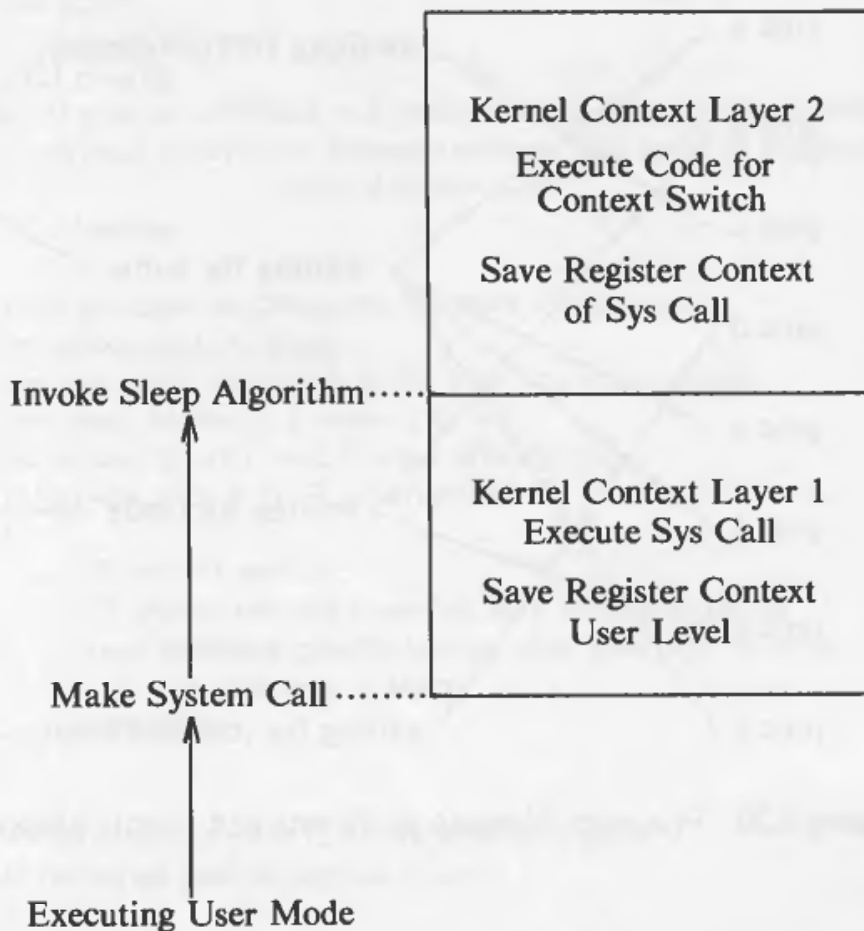 Kernel Context Layer 2
Execute Code for
Context Switch
Save Register Context
of Sys Call
Invoke Sleep Algorithm
Kernel Context Layer 1
Execute Sys Call
Save Register Context
User Level
Make System Call
Executing User Mode